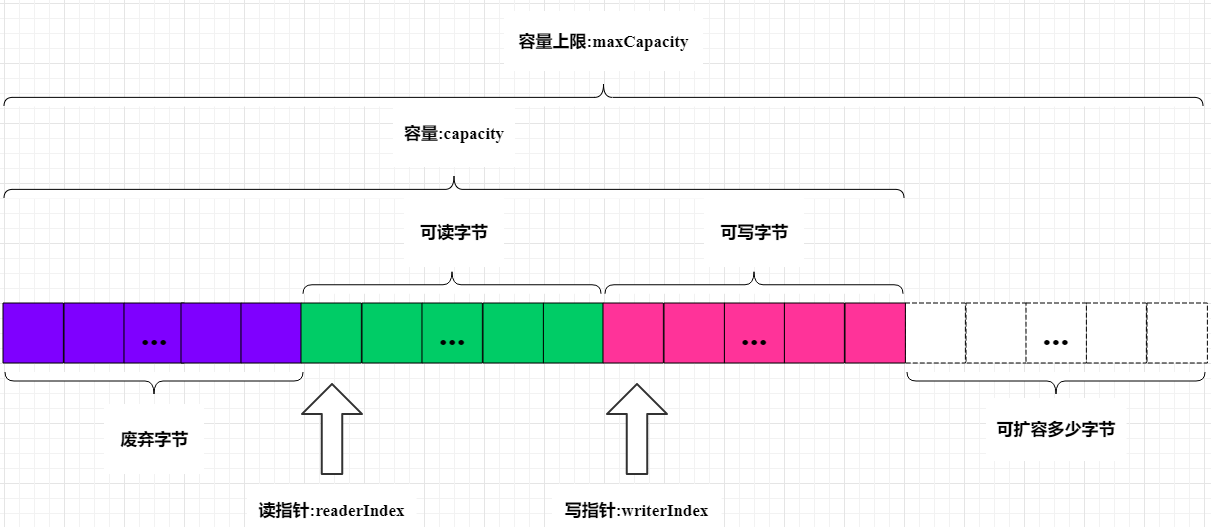 容量上限:maxCapacity
容量:capacity
可读字节
可写字节
...
...
...
...
废弃字节
可扩容多少字节
读指针:readerIndex
写指针:writerIndex